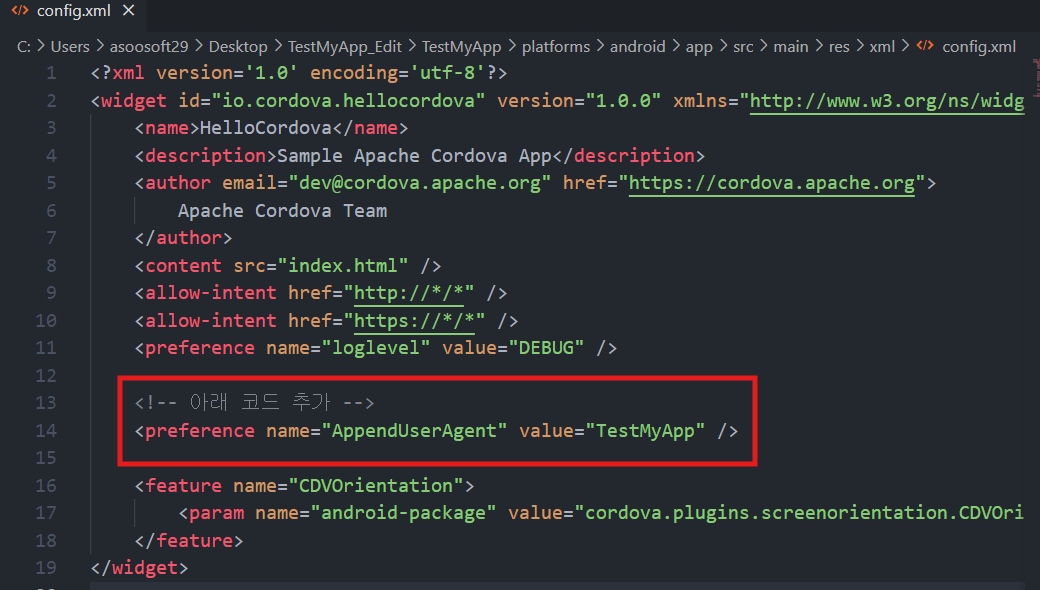 config.xml
C: > Users > asoosoft29 > Desktop > TestMyApp_Edit > TestMyApp > platforms > android > app > src > main > res > xml > config.xml
1 <?xml version='1.0' encoding='utf-8'?>
2 <widget id="io.cordova.hellocordova" version="1.0.0" xmlns="http://www.w3.org/ns/widg
3 <name>HelloCordova</name>
4 <description>Sample Apache Cordova App</description>
5 <author email="dev@cordova.apache.org" href="https://cordova.apache.org">
6 Apache Cordova Team
7 </author>
8 <content src="index.html" />
9 <allow-intent href="http://*/*" />
10 <allow-intent href="https://*/*" />
11 <preference name="loglevel" value="DEBUG" />
12
13 <!-- 아래 코드 추가 -->
14 <preference name="AppendUserAgent" value="TestMyApp" />
15
16 <feature name="CDVOrientation">
17 <param name="android-package" value="cordova.plugins.screenorientation.CDVOri
18 </feature>
19 </widget>